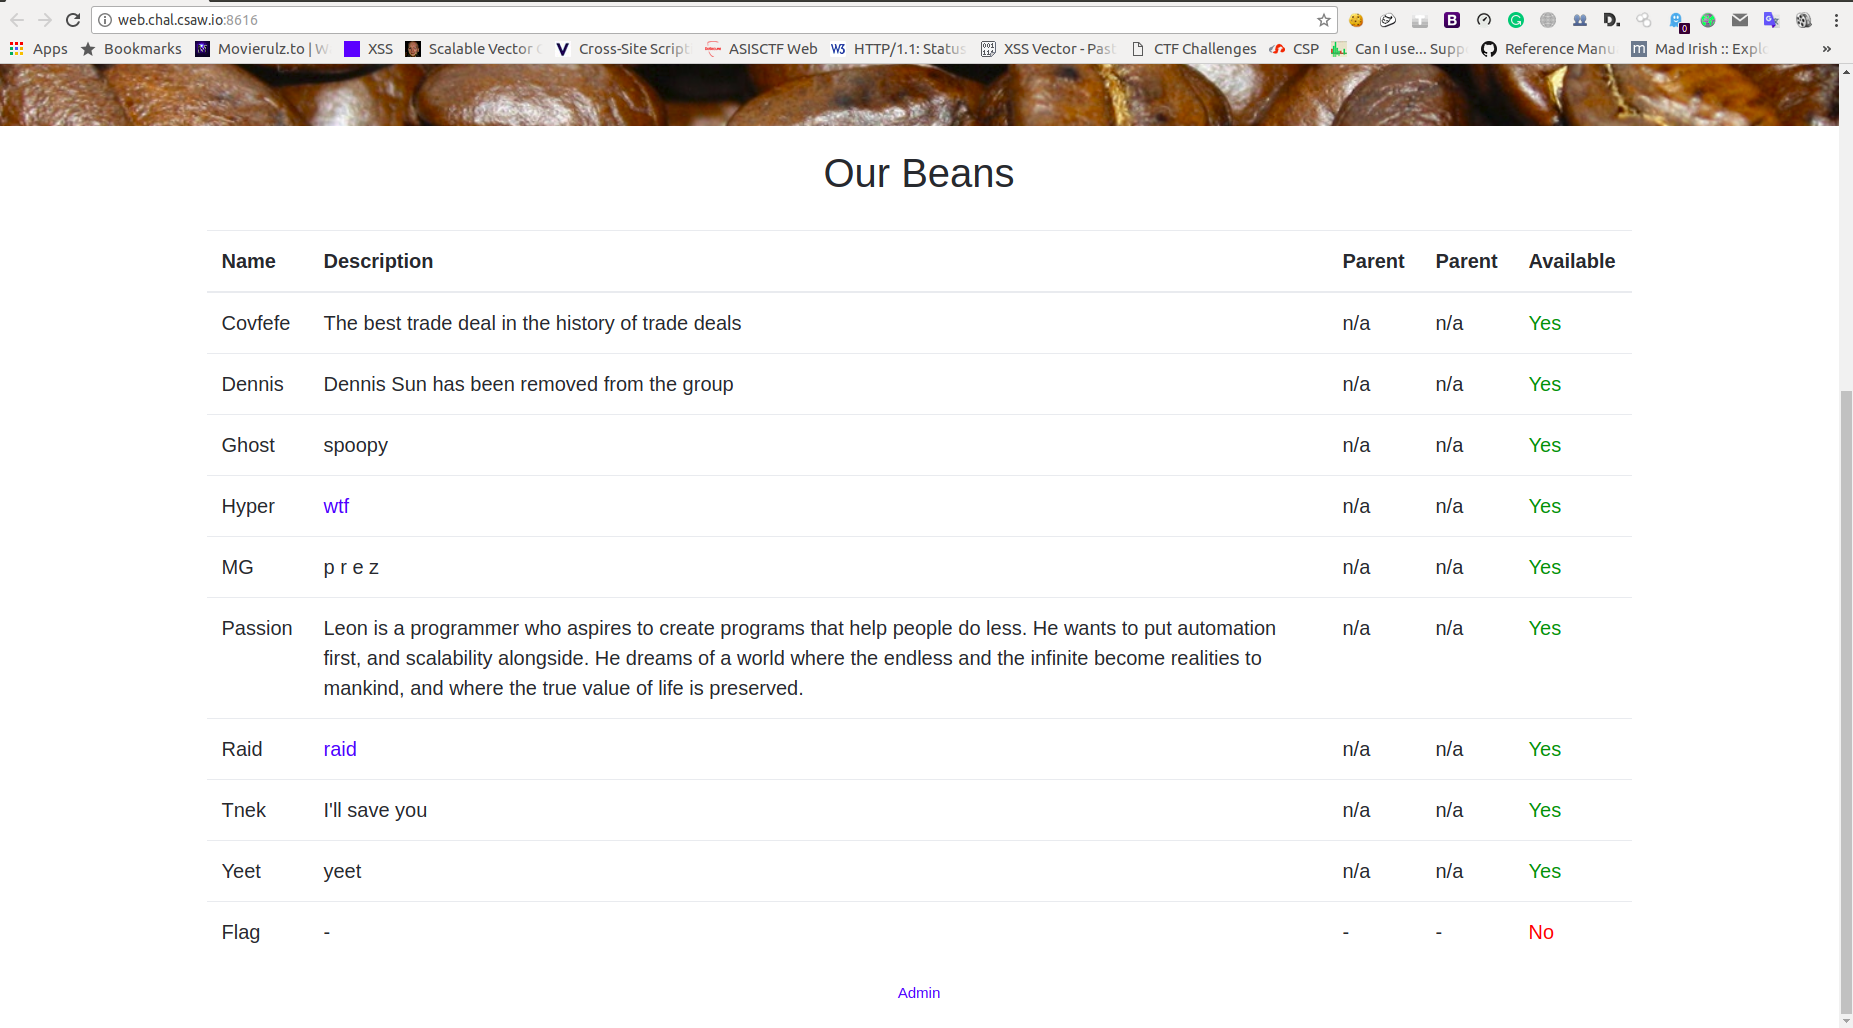 web.chal.csaw.io:8616
Apps Bookmarks Movierulz.to | XSS Scalable Vector Cross-Site Script ASISCTF Web HTTP/1.1: Status XSS Vector - Past CTF Challenges CSP Can I use... Supp Reference Manu Mad Irish :: Explo »
Our Beans
Name Description Parent Parent Available
Covfefe The best trade deal in the history of trade deals n/a n/a Yes
Dennis Dennis Sun has been removed from the group n/a n/a Yes
Ghost spoopy n/a n/a Yes
Hyper wtf n/a n/a Yes
MG p r e z n/a n/a Yes
Passion Leon is a programmer who aspires to create programs that help people do less. He wants to put automation n/a n/a Yes
first, and scalability alongside. He dreams of a world where the endless and the infinite become realities to
mankind, and where the true value of life is preserved.
Raid raid n/a n/a Yes
Tnek I'll save you n/a n/a Yes
Yeet yeet n/a n/a Yes
Flag - - - No
Admin